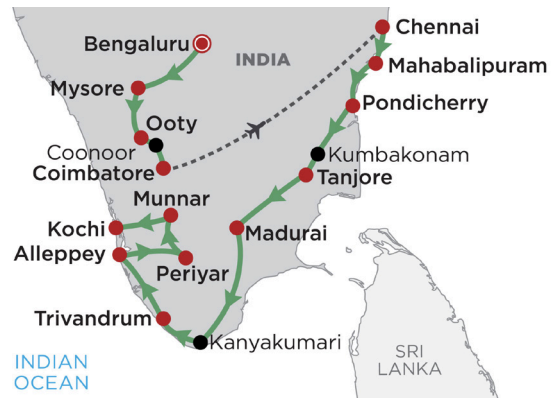 Chennai
Bengaluru
INDIA
Mahabalipuram
Mysore
Pondicherry
Ooty
Coonoor
Kumbakonam
Coimbatore
Tanjore
Munnar
Kochi
Madurai
Alleppey
Periyar
Trivandrum
Kanyakumari
SRI
LANKA
INDIAN
OCEAN